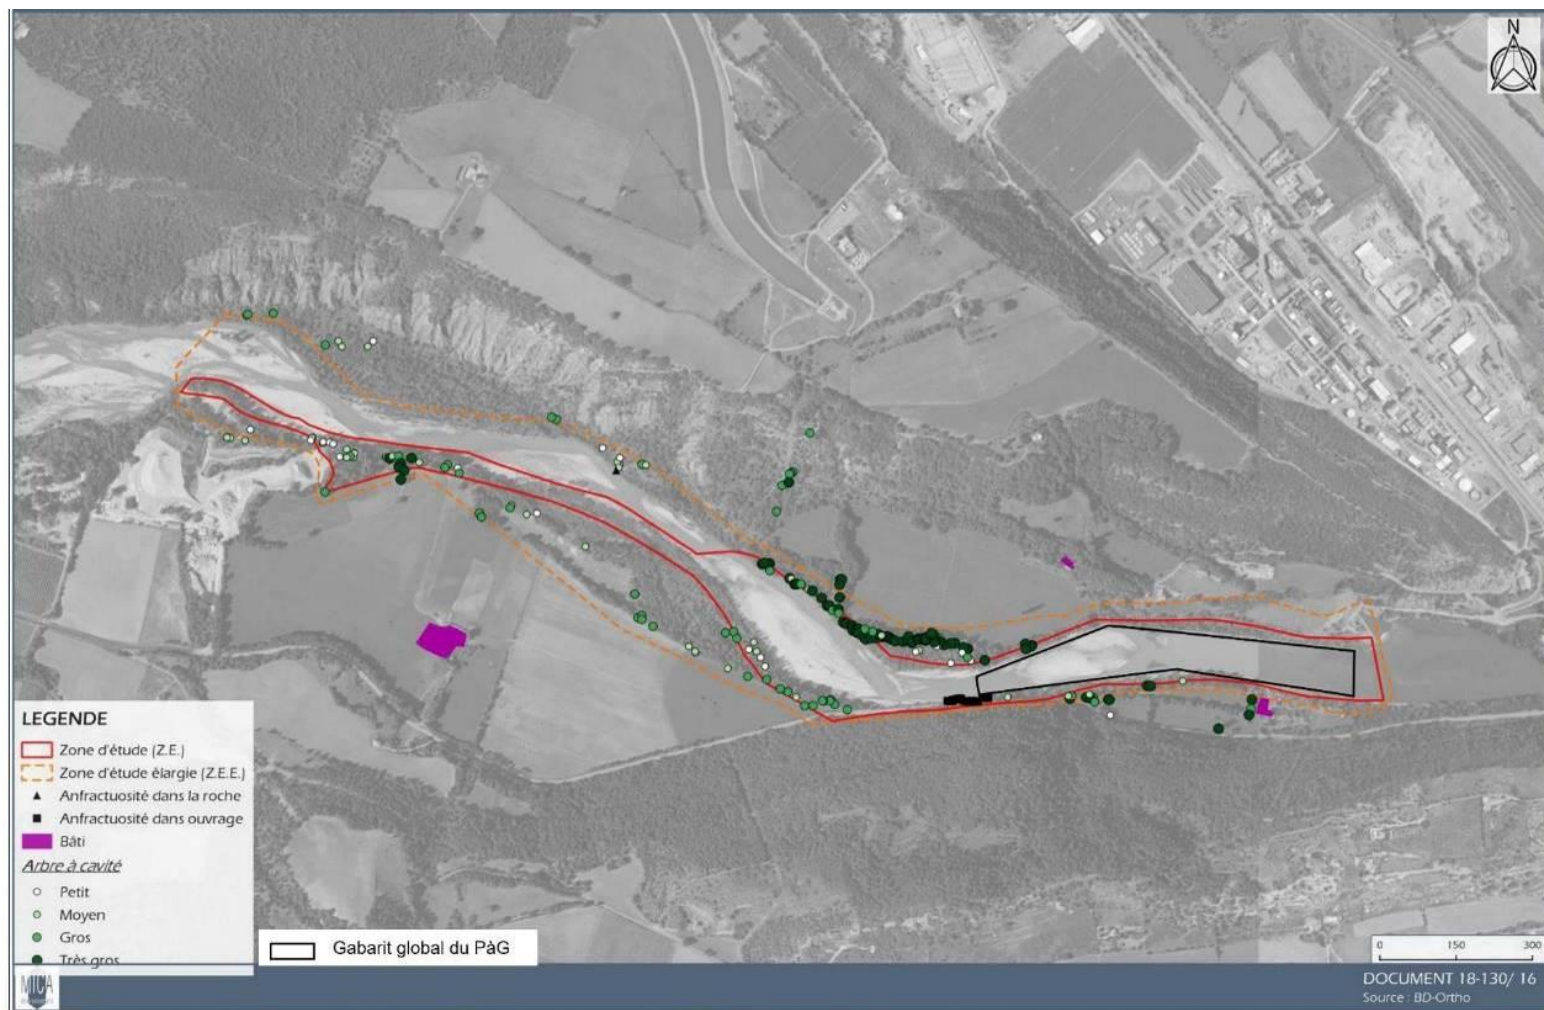 N
LEGENDE
Zone d'étude (Z.E.)
Zone d'étude élargie (Z.E.E.)
Anfractuosité dans la roche
Anfractuosité dans ouvrage
Bâti
Arbre à cavité
Petit
Moyen
Gros
Très gros
Gabarit global du PàG
0 150 300
MICA
DOCUMENT 18-130/ 16
Source : BD-Ortho